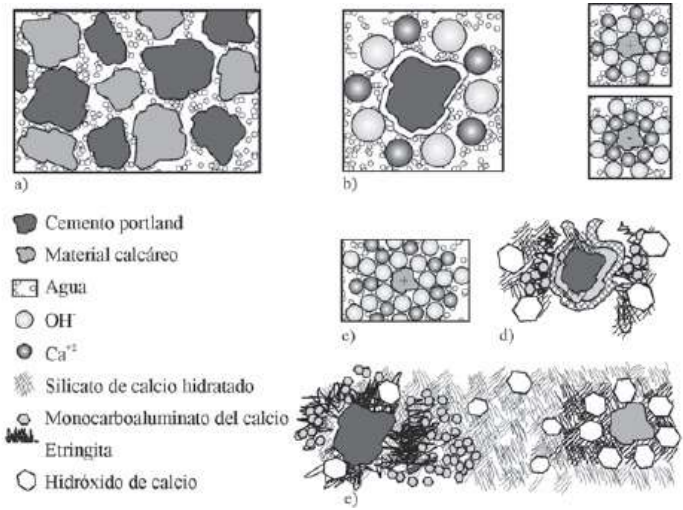 a)
b)
Cemento portland
Material calcáreo
Agua
OH⁻
Ca⁺²
Silicato de calcio hidratado
Monocarboaluminato del calcio
Etringita
Hidróxido de calcio
c)
d)
e)